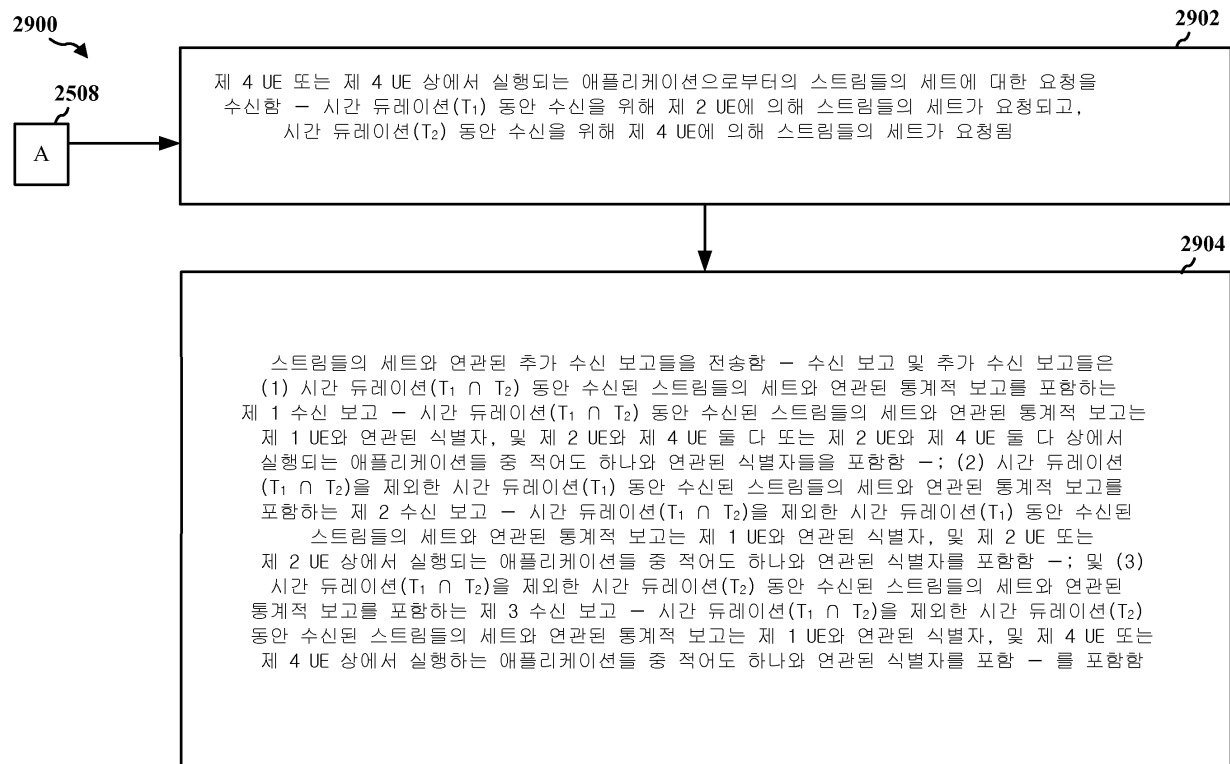 2900
2508
A
2902
제 4 UE 또는 제 4 UE 상에서 실행되는 애플리케이션으로부터의 스트림들의 세트에 대한 요청을
수신함 – 시간 듀레이션(T₁) 동안 수신을 위해 제 2 UE에 의해 스트림들의 세트가 요청되고,
시간 듀레이션(T₂) 동안 수신을 위해 제 4 UE에 의해 스트림들의 세트가 요청됨
2904
스트림들의 세트와 연관된 추가 수신 보고들을 전송함 – 수신 보고 및 추가 수신 보고들은
(1) 시간 듀레이션(T₁ ∩ T₂) 동안 수신된 스트림들의 세트와 연관된 통계적 보고를 포함하는
제 1 수신 보고 – 시간 듀레이션(T₁ ∩ T₂) 동안 수신된 스트림들의 세트와 연관된 통계적 보고는
제 1 UE와 연관된 식별자, 및 제 2 UE와 제 4 UE 둘 다 또는 제 2 UE와 제 4 UE 둘 다 상에서
실행되는 애플리케이션들 중 적어도 하나와 연관된 식별자들을 포함함 –; (2) 시간 듀레이션
(T₁ ∩ T₂)을 제외한 시간 듀레이션(T₁) 동안 수신된 스트림들의 세트와 연관된 통계적 보고를
포함하는 제 2 수신 보고 – 시간 듀레이션(T₁ ∩ T₂)을 제외한 시간 듀레이션(T₁) 동안 수신된
스트림들의 세트와 연관된 통계적 보고는 제 1 UE와 연관된 식별자, 및 제 2 UE 또는
제 2 UE 상에서 실행되는 애플리케이션들 중 적어도 하나와 연관된 식별자를 포함함 –; 및 (3)
시간 듀레이션(T₁ ∩ T₂)을 제외한 시간 듀레이션(T₂) 동안 수신된 스트림들의 세트와 연관된
통계적 보고를 포함하는 제 3 수신 보고 – 시간 듀레이션(T₁ ∩ T₂)을 제외한 시간 듀레이션(T₂)
동안 수신된 스트림들의 세트와 연관된 통계적 보고는 제 1 UE와 연관된 식별자, 및 제 4 UE 또는
제 4 UE 상에서 실행하는 애플리케이션들 중 적어도 하나와 연관된 식별자를 포함 – 를 포함함